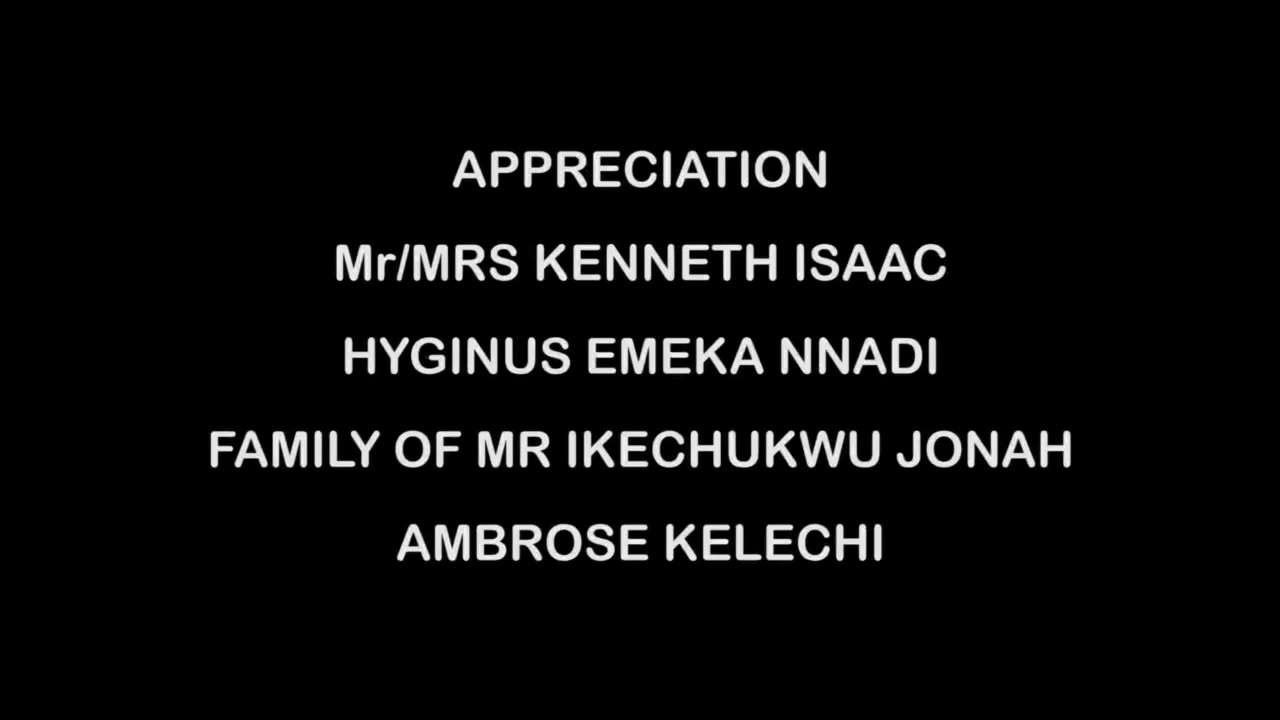 APPRECIATION
Mr/MRS KENNETH ISAAC
HYGINUS EMEKA NNADI
FAMILY OF MR IKECHUKWU JONAH
AMBROSE KELECHI